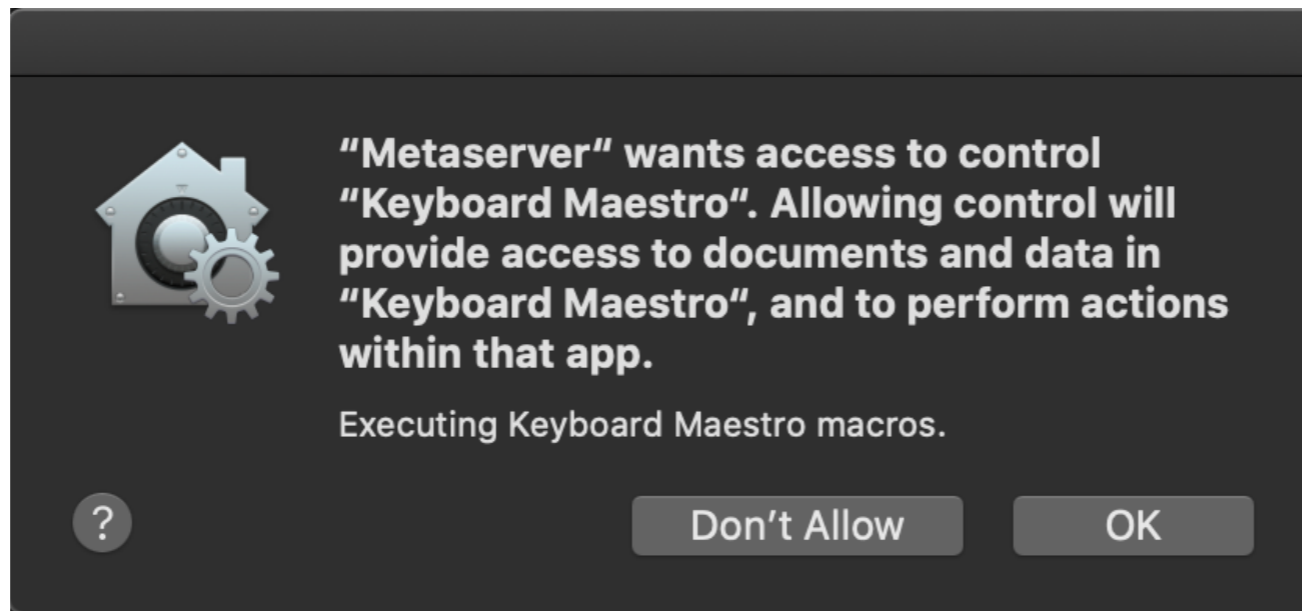 “Metaserver“ wants access to control
“Keyboard Maestro“. Allowing control will
provide access to documents and data in
“Keyboard Maestro“, and to perform actions
within that app.
Executing Keyboard Maestro macros.
?
Don’t Allow
OK